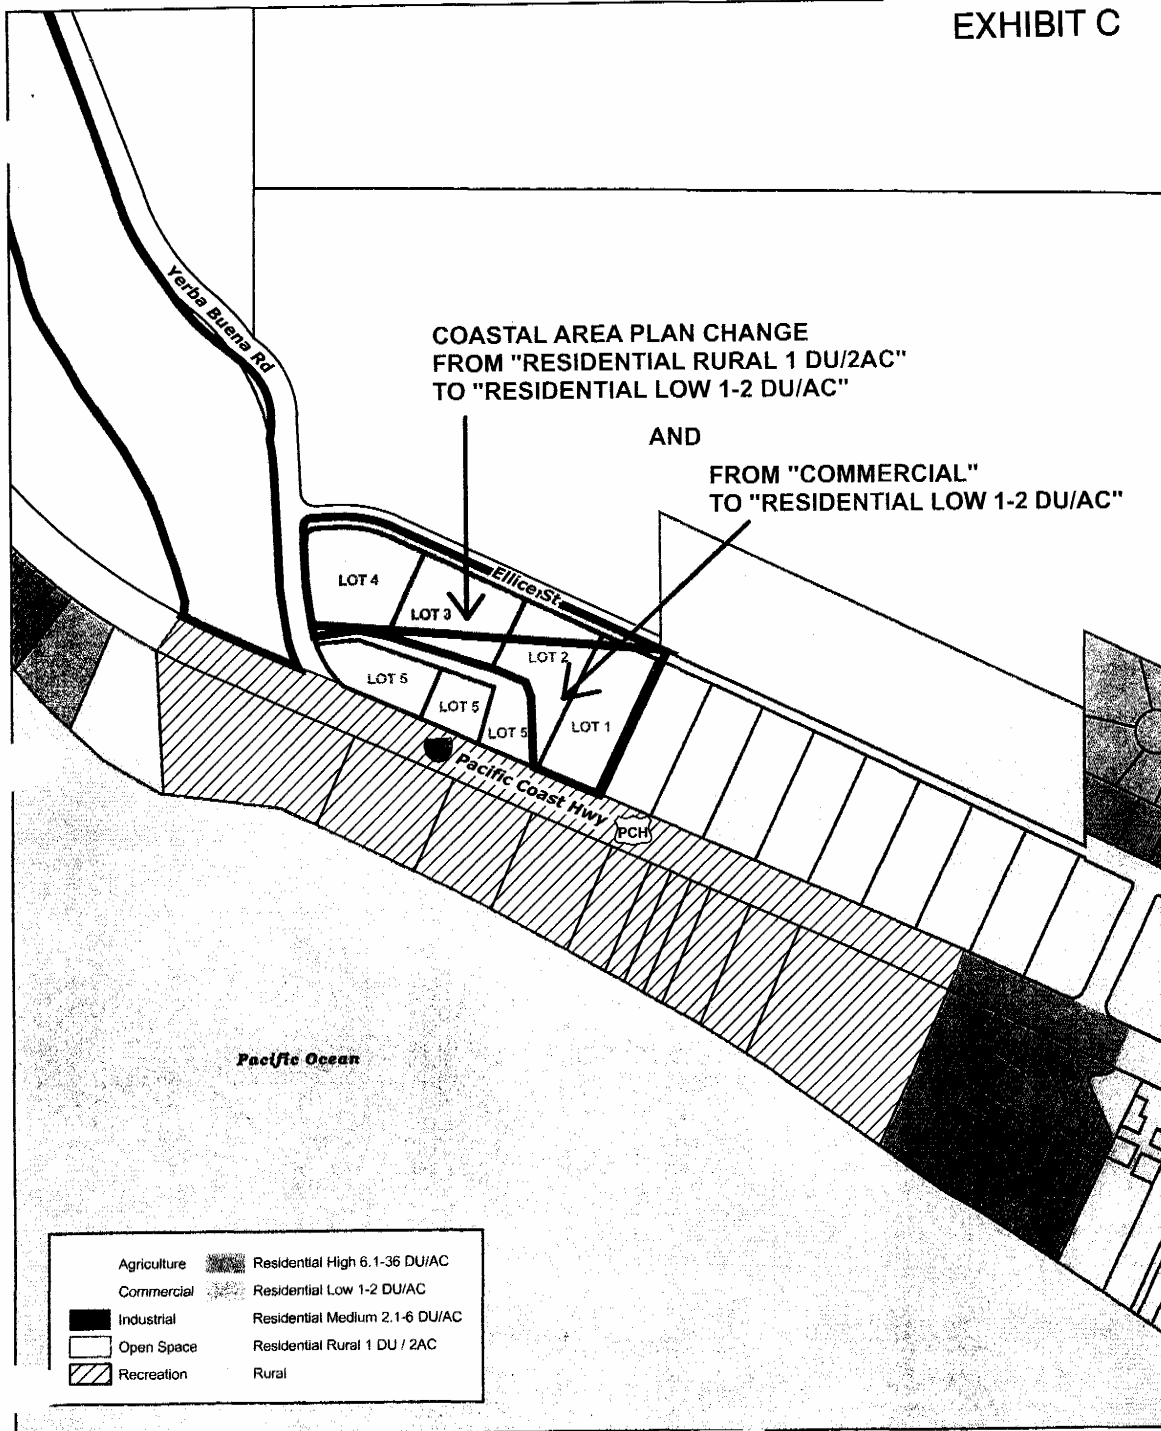 EXHIBIT C
Yerba Buena Rd
COASTAL AREA PLAN CHANGE
FROM "RESIDENTIAL RURAL 1 DU/2AC"
TO "RESIDENTIAL LOW 1-2 DU/AC"
AND
FROM "COMMERCIAL"
TO "RESIDENTIAL LOW 1-2 DU/AC"
Ellice St
LOT 4
LOT 3
LOT 2
LOT 5
LOT 5
LOT 5
LOT 1
Pacific Coast Hwy
PCH
Pacific Ocean
Agriculture
Commercial
Industrial
Open Space
Recreation
Residential High 6.1-36 DU/AC
Residential Low 1-2 DU/AC
Residential Medium 2.1-6 DU/AC
Residential Rural 1 DU / 2AC
Rural